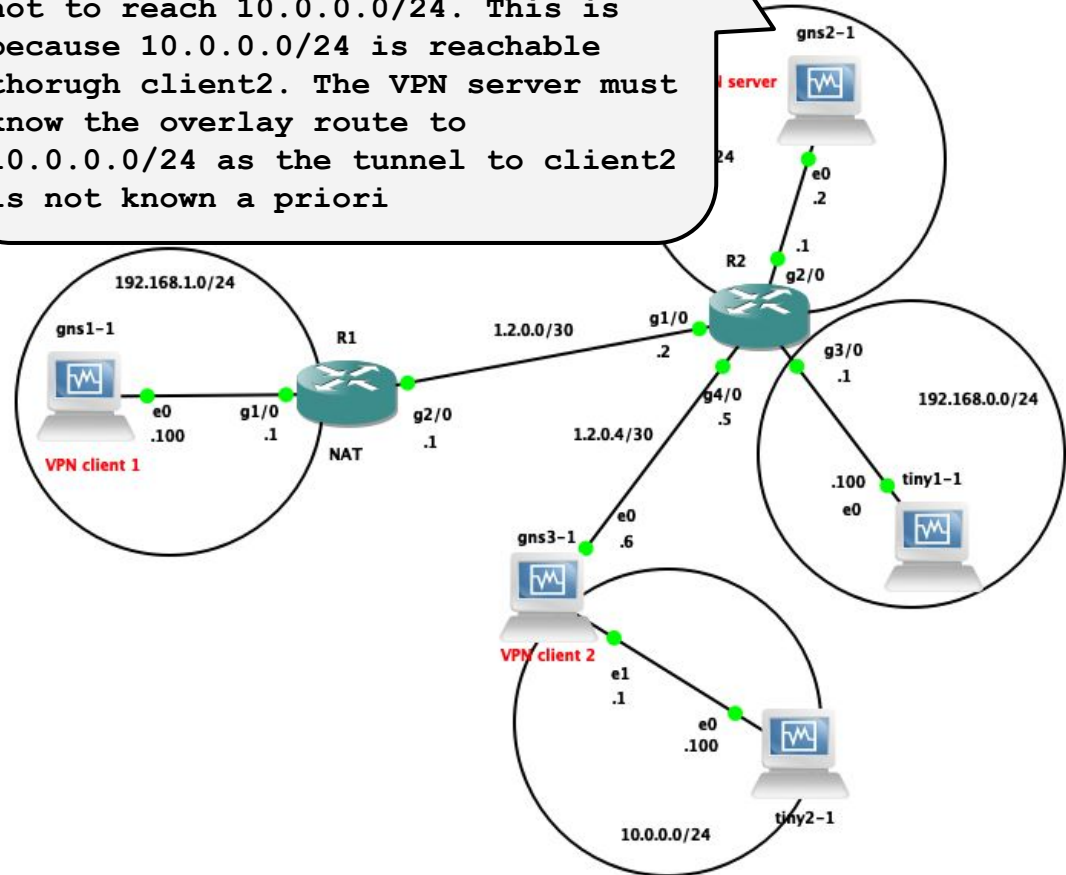 not to reach 10.0.0.0/24. This is
because 10.0.0.0/24 is reachable
thorugh client2. The VPN server must
know the overlay route to
10.0.0.0/24 as the tunnel to client2
is not known a priori
gns2-1
server
24
e0
.2
.1
R2
g2/0
192.168.1.0/24
gns1-1
R1
1.2.0.0/30
g1/0
.2
g3/0
.1
e0
.100
g1/0
.1
g2/0
.1
g4/0
.5
192.168.0.0/24
VPN client 1
NAT
1.2.0.4/30
.100
e0
tiny1-1
gns3-1
e0
.6
VPN client 2
e1
.1
e0
.100
tiny2-1
10.0.0.0/24